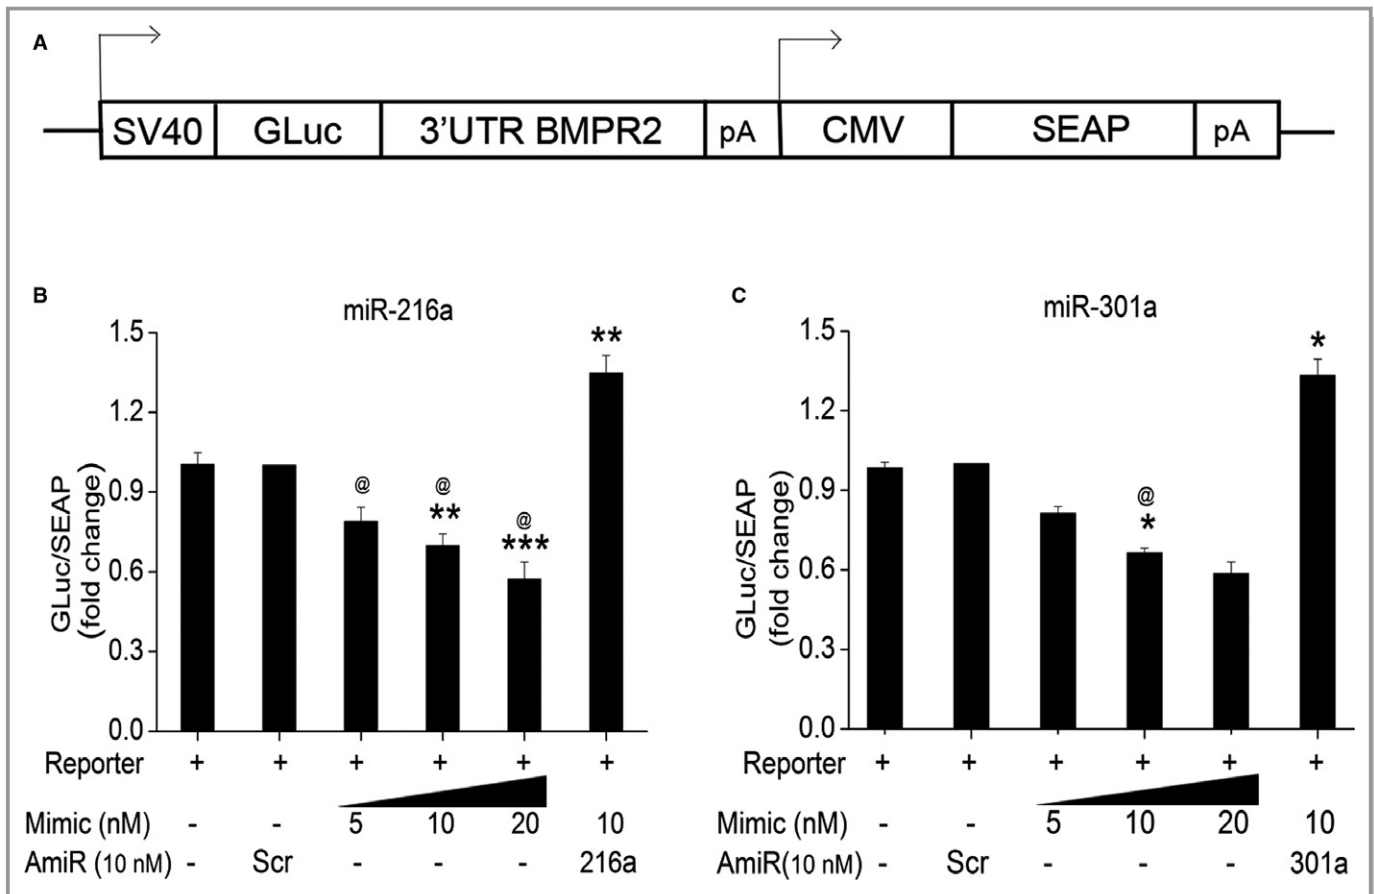 A
SV40 GLuc 3'UTR BMPR2 pA CMV SEAP pA
B
miR-216a
GLuc/SEAP
(fold change)
1.5
1.2
0.9
0.6
0.3
0.0
@
@
**
@
***
**
Reporter + + + + + +
Mimic (nM) - - 5 10 20 10
AmiR (10 nM) - Scr - - - 216a
C
miR-301a
GLuc/SEAP
(fold change)
1.5
1.2
0.9
0.6
0.3
0.0
@
*
*
Reporter + + + + + +
Mimic (nM) - - 5 10 20 10
AmiR(10 nM) - Scr - - - 301a